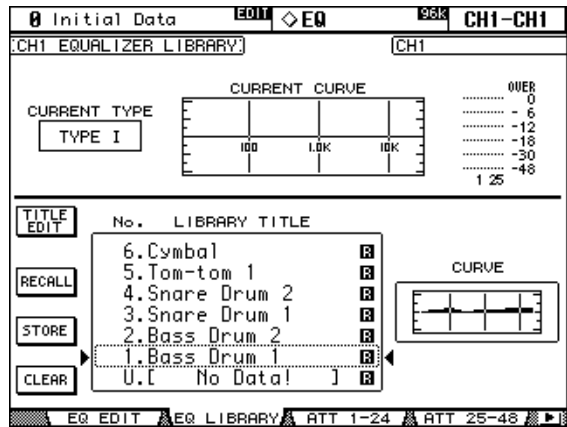 0 Initial Data EDIT ◇EQ 96K CH1-CH1
[CH1 EQUALIZER LIBRARY] [CH1
CURRENT TYPE
TYPE I
CURRENT CURVE
100 1.0K 10K
OVER
0
- 6
-12
-18
-30
-48
1 25
TITLE EDIT
RECALL
STORE
CLEAR
No. LIBRARY TITLE
6.Cymbal R
5.Tom-tom 1 R
4.Snare Drum 2 R
3.Snare Drum 1 R
2.Bass Drum 2 R
1.Bass Drum 1 R
U.[ No Data! ] R
CURVE
EQ EDIT EQ LIBRARY ATT 1-24 ATT 25-48